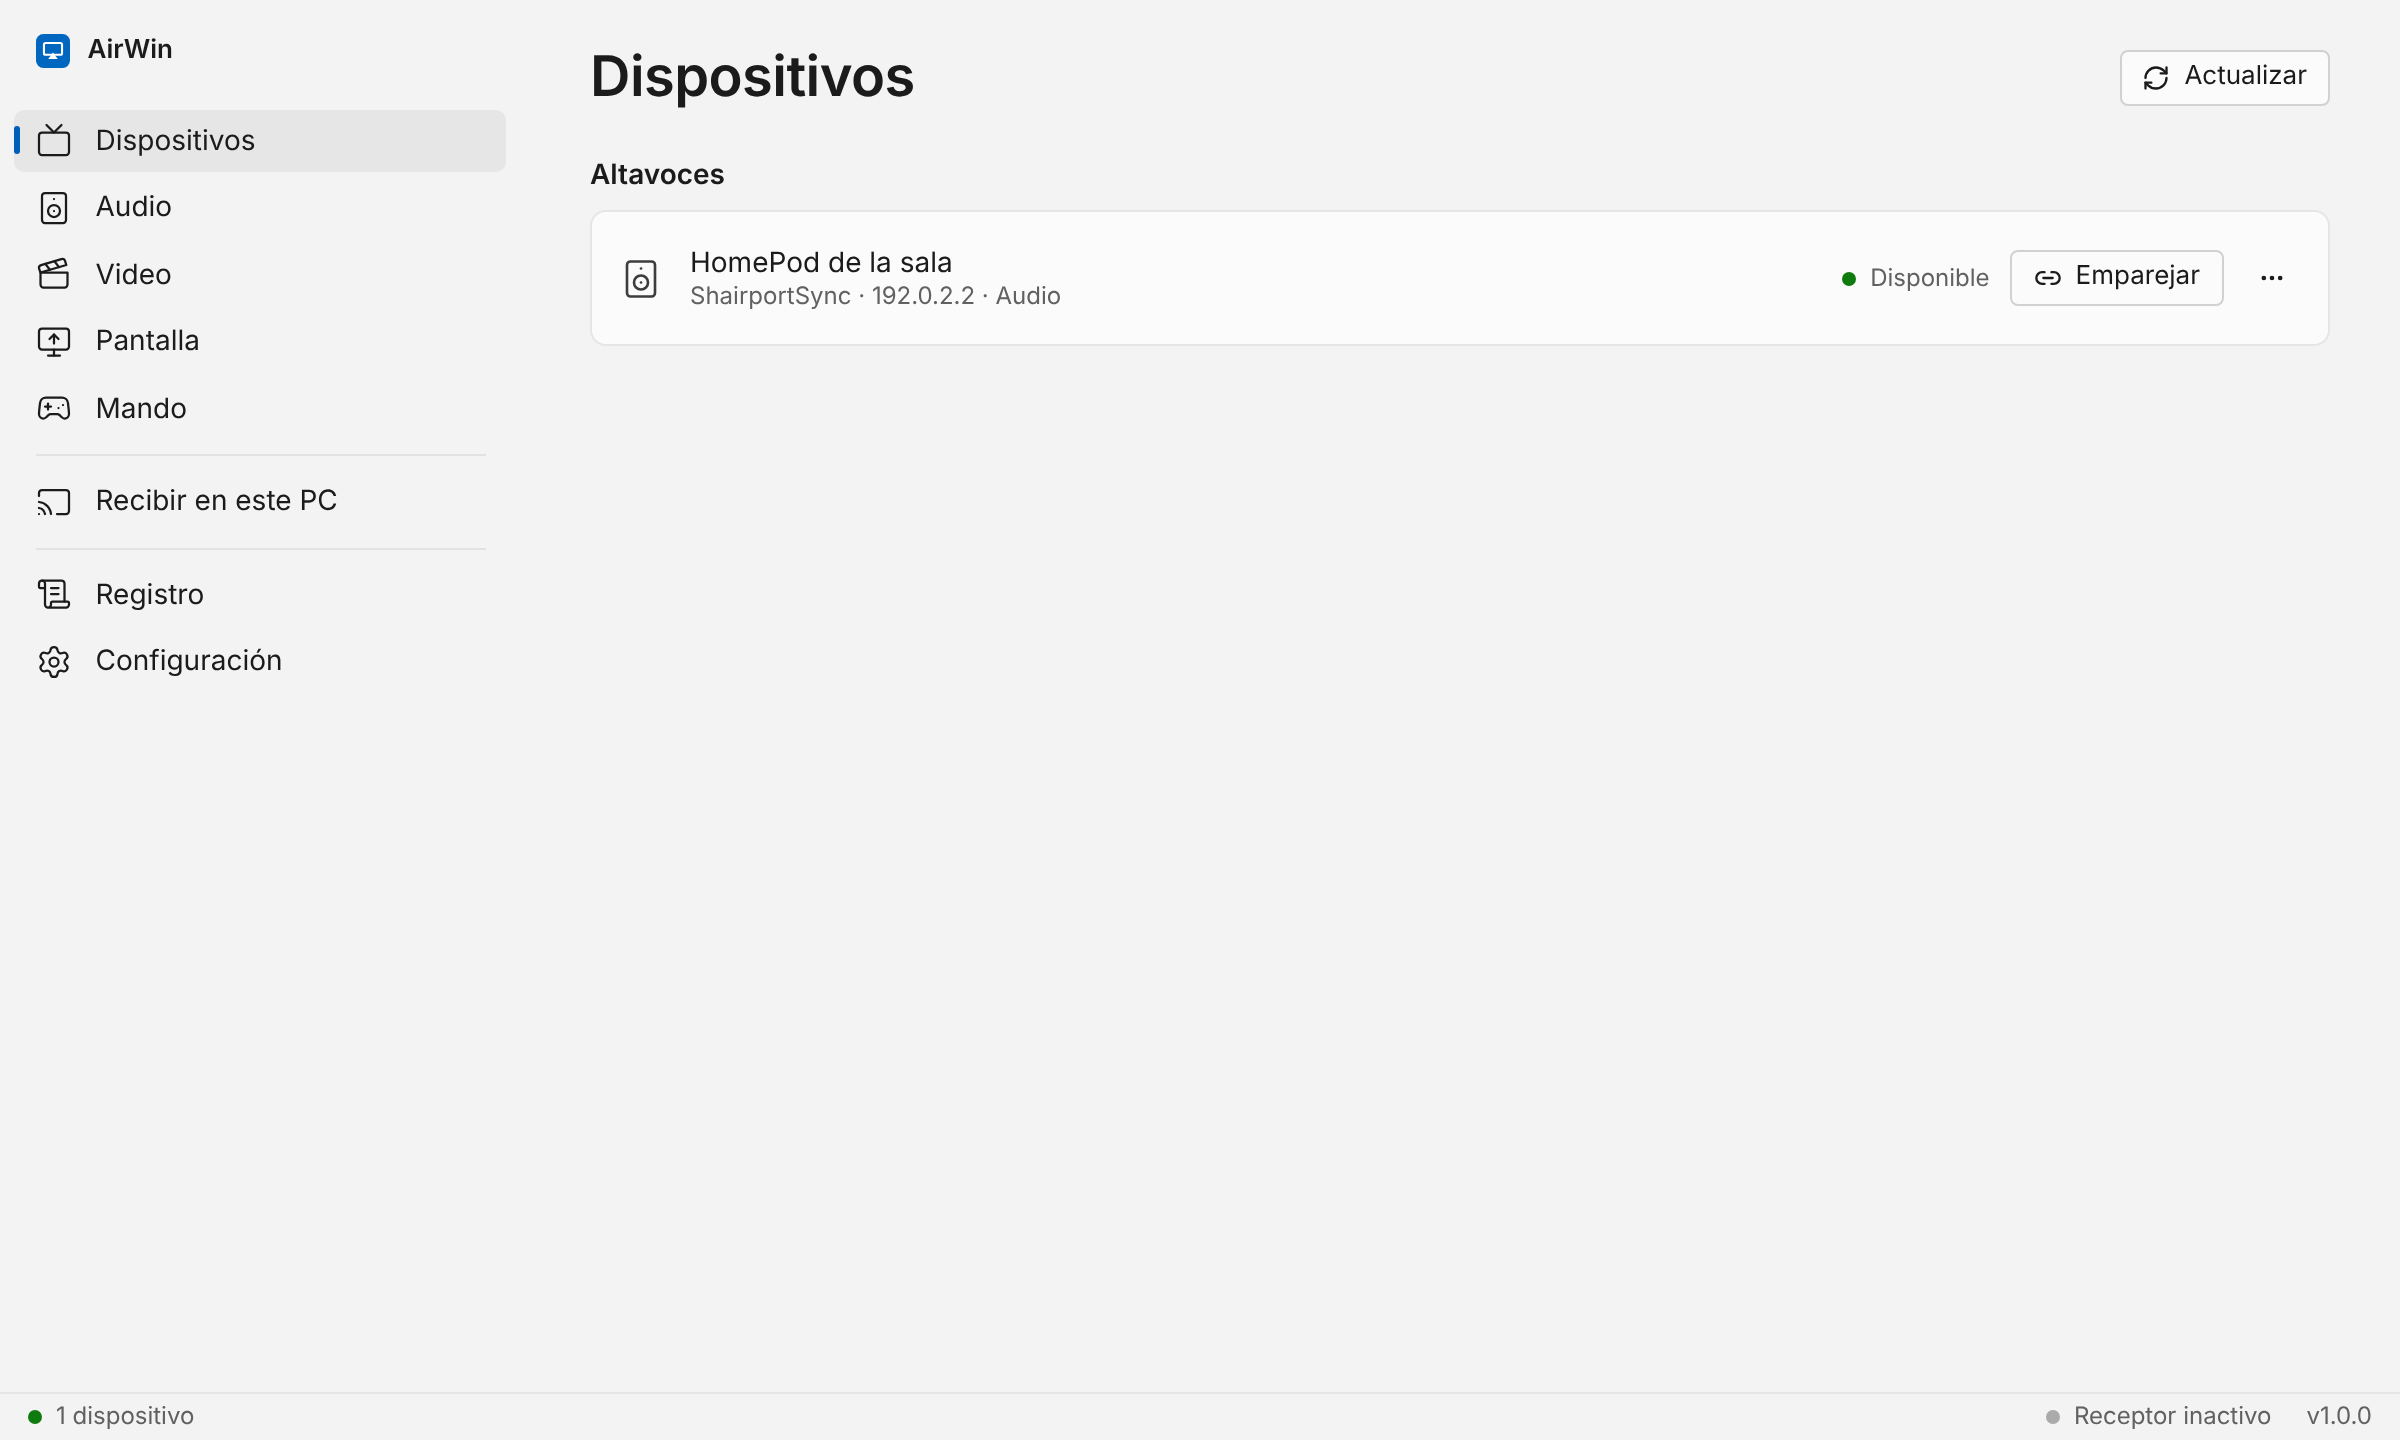 AirWin
Dispositivos
Audio
Video
Pantalla
Mando
Recibir en este PC
Registro
Configuración
Dispositivos
Actualizar
Altavoces
HomePod de la sala
ShairportSync · 192.0.2.2 · Audio
Disponible
Emparejar
1 dispositivo
Receptor inactivo
v1.0.0